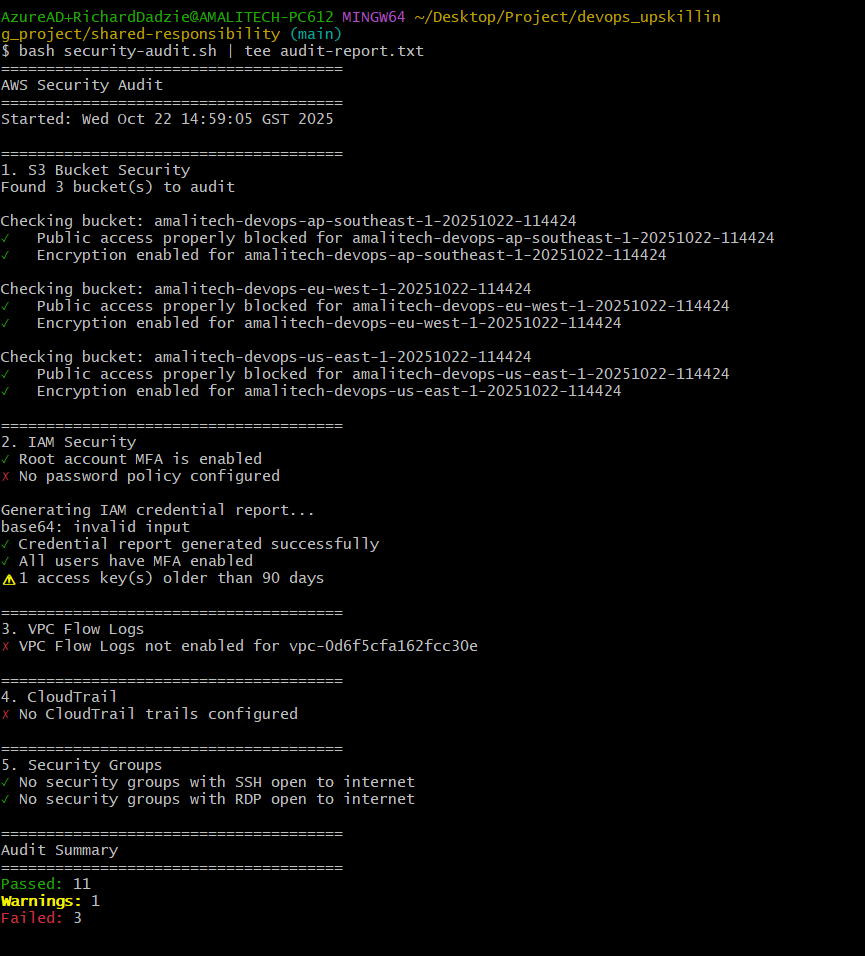 AzureAD+RichardDadzie@AMALITECH-PC612 MINGW64 ~/Desktop/Project/devops_upskillin
g_project/shared-responsibility (main)
$ bash security-audit.sh | tee audit-report.txt
======================================
AWS Security Audit
======================================
Started: Wed Oct 22 14:59:05 GST 2025

======================================
1. S3 Bucket Security
Found 3 bucket(s) to audit

Checking bucket: amalitech-devops-ap-southeast-1-20251022-114424
✓   Public access properly blocked for amalitech-devops-ap-southeast-1-20251022-114424
✓   Encryption enabled for amalitech-devops-ap-southeast-1-20251022-114424

Checking bucket: amalitech-devops-eu-west-1-20251022-114424
✓   Public access properly blocked for amalitech-devops-eu-west-1-20251022-114424
✓   Encryption enabled for amalitech-devops-eu-west-1-20251022-114424

Checking bucket: amalitech-devops-us-east-1-20251022-114424
✓   Public access properly blocked for amalitech-devops-us-east-1-20251022-114424
✓   Encryption enabled for amalitech-devops-us-east-1-20251022-114424

======================================
2. IAM Security
✓ Root account MFA is enabled
✗ No password policy configured

Generating IAM credential report...
base64: invalid input
✓ Credential report generated successfully
✓ All users have MFA enabled
⚠ 1 access key(s) older than 90 days

======================================
3. VPC Flow Logs
✗ VPC Flow Logs not enabled for vpc-0d6f5cfa162fcc30e

======================================
4. CloudTrail
✗ No CloudTrail trails configured

======================================
5. Security Groups
✓ No security groups with SSH open to internet
✓ No security groups with RDP open to internet

======================================
Audit Summary
======================================
Passed: 11
Warnings: 1
Failed: 3